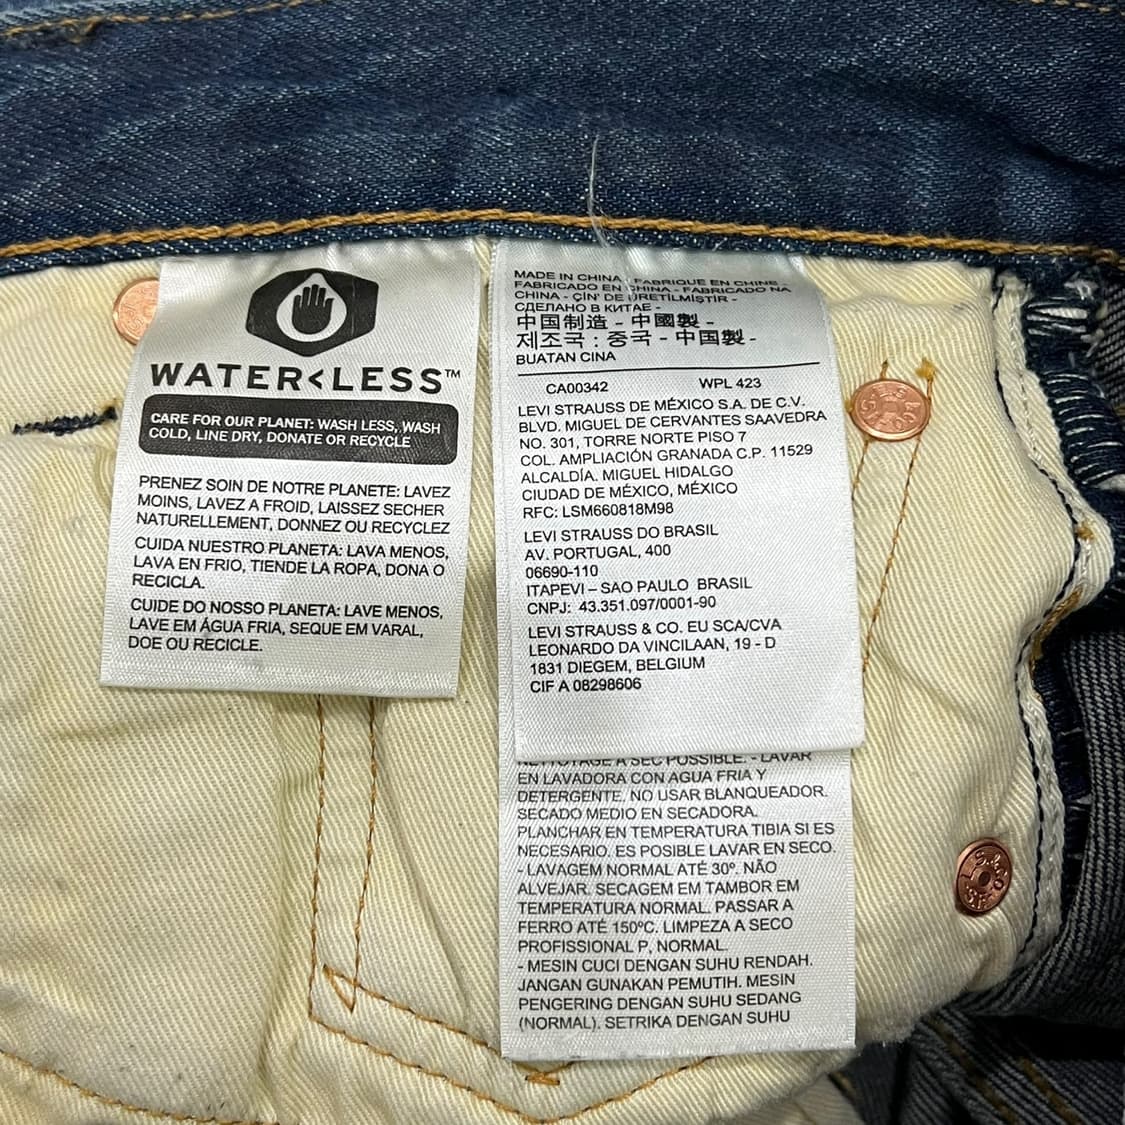 WATER<LESS™
CARE FOR OUR PLANET: WASH LESS, WASH
COLD, LINE DRY, DONATE OR RECYCLE
PRENEZ SOIN DE NOTRE PLANETE: LAVEZ
MOINS, LAVEZ A FROID, LAISSEZ SECHER
NATURELLEMENT, DONNEZ OU RECYCLEZ
CUIDA NUESTRO PLANETA: LAVA MENOS,
LAVA EN FRIO, TIENDE LA ROPA, DONA O
RECICLA.
CUIDE DO NOSSO PLANETA: LAVE MENOS,
LAVE EM ÁGUA FRIA, SEQUE EM VARAL,
DOE OU RECICLE.
MADE IN CHINA - FABRIQUE EN CHINE
FABRICADO EN CHINA - FABRICADO NA
CHINA - ÇİN' DE ÜRETİLMİŞTİR -
СДЕЛАНО В КИТАЕ -
中国制造 - 中國製 -
제조국 : 중국 - 中国製 -
BUATAN CINA
CA00342 WPL 423
LEVI STRAUSS DE MÉXICO S.A. DE C.V.
BLVD. MIGUEL DE CERVANTES SAAVEDRA
NO. 301, TORRE NORTE PISO 7
COL. AMPLIACIÓN GRANADA C.P. 11529
ALCALDÍA. MIGUEL HIDALGO
CIUDAD DE MÉXICO, MÉXICO
RFC: LSM660818M98
LEVI STRAUSS DO BRASIL
AV. PORTUGAL, 400
06690-110
ITAPEVI – SAO PAULO BRASIL
CNPJ: 43.351.097/0001-90
LEVI STRAUSS & CO. EU SCA/CVA
LEONARDO DA VINCILAAN, 19 - D
1831 DIEGEM, BELGIUM
CIF A 08298606
A SEC POSSIBLE. - LAVAR
EN LAVADORA CON AGUA FRIA Y
DETERGENTE. NO USAR BLANQUEADOR.
SECADO MEDIO EN SECADORA.
PLANCHAR EN TEMPERATURA TIBIA SI ES
NECESARIO. ES POSIBLE LAVAR EN SECO.
- LAVAGEM NORMAL ATÉ 30º. NÃO
ALVEJAR. SECAGEM EM TAMBOR EM
TEMPERATURA NORMAL. PASSAR A
FERRO ATÉ 150ºC. LIMPEZA A SECO
PROFISSIONAL P, NORMAL.
- MESIN CUCI DENGAN SUHU RENDAH.
JANGAN GUNAKAN PEMUTIH. MESIN
PENGERING DENGAN SUHU SEDANG
(NORMAL). SETRIKA DENGAN SUHU